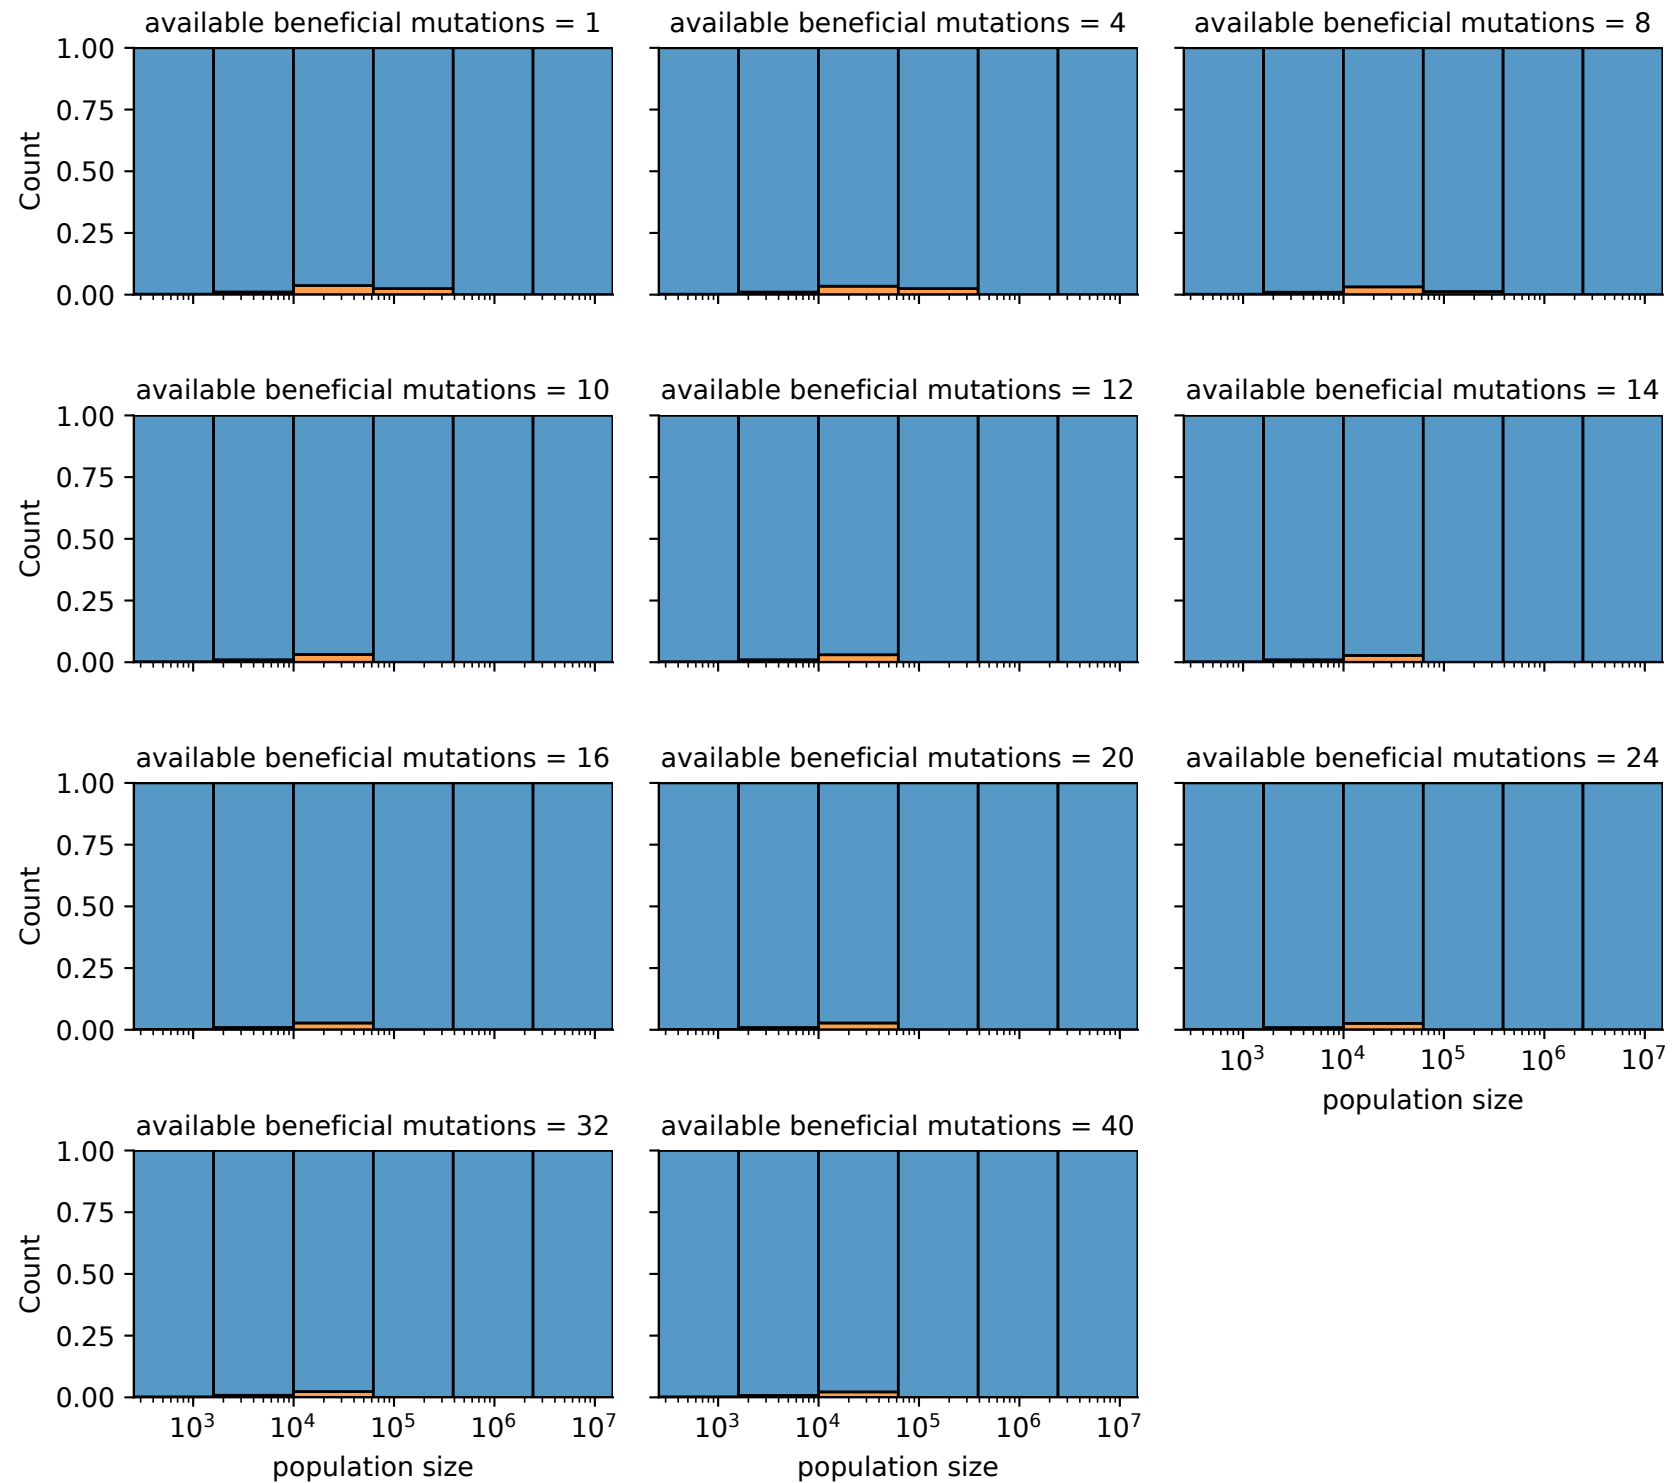 available beneficial mutations = 1
available beneficial mutations = 4
available beneficial mutations = 8
1.00
0.75
0.50
0.25
0.00
Count
available beneficial mutations = 10
available beneficial mutations = 12
available beneficial mutations = 14
1.00
0.75
0.50
0.25
0.00
Count
available beneficial mutations = 16
available beneficial mutations = 20
available beneficial mutations = 24
1.00
0.75
0.50
0.25
0.00
Count
10³ 10⁴ 10⁵ 10⁶ 10⁷
population size
available beneficial mutations = 32
available beneficial mutations = 40
1.00
0.75
0.50
0.25
0.00
Count
10³ 10⁴ 10⁵ 10⁶ 10⁷
population size
10³ 10⁴ 10⁵ 10⁶ 10⁷
population size